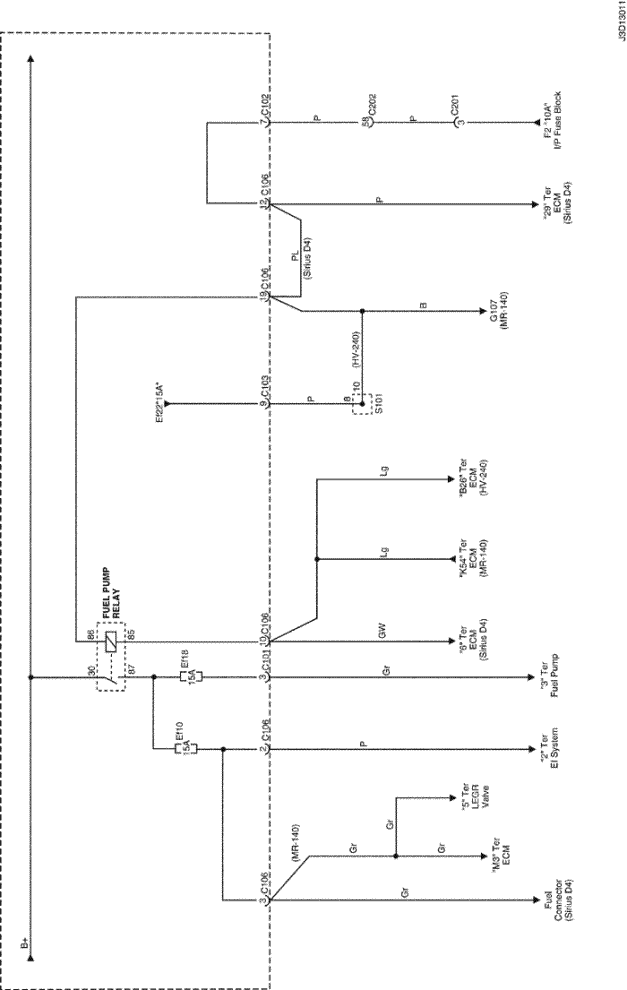 B+
30
86
FUEL PUMP
RELAY
87
85
Ef10
15A
Ef18
15A
Ef22"15A"
3 C106
2 C106
3 C101
10 C106
9 C103
19 C106
12 C106
7 C102
(MR-140)
PL
(Sirius D4)
P
P
8
10
S101
(HV-240)
58 C202
Gr
Gr
Gr
Gr
P
Gr
GW
Lg
Lg
B
P
P
3 C201
Fuel
Connector
(Sirius D4)
"M3" Ter
ECM
"5" Ter
LEGR
Valve
"2" Ter
EI System
"3" Ter
Fuel Pump
"6" Ter
ECM
(Sirius D4)
"K54" Ter
ECM
(MR-140)
"B26" Ter
ECM
(HV-240)
G107
(MR-140)
"29" Ter
ECM
(Sirius D4)
F2 "10A"
I/P Fuse Block
J3D13011